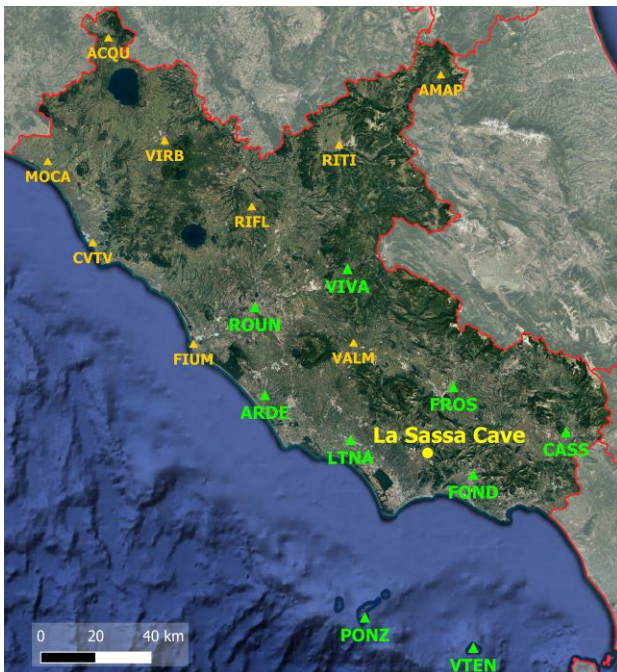 ACQU
AMAP
VIRB
RITI
MOCA
RIFL
CVTV
VIVA
ROUN
FIUM
VALM
FROS
ARDE
La Sassa Cave
LTNA
CASS
FOND
0 20 40 km
PONZ
VTEN